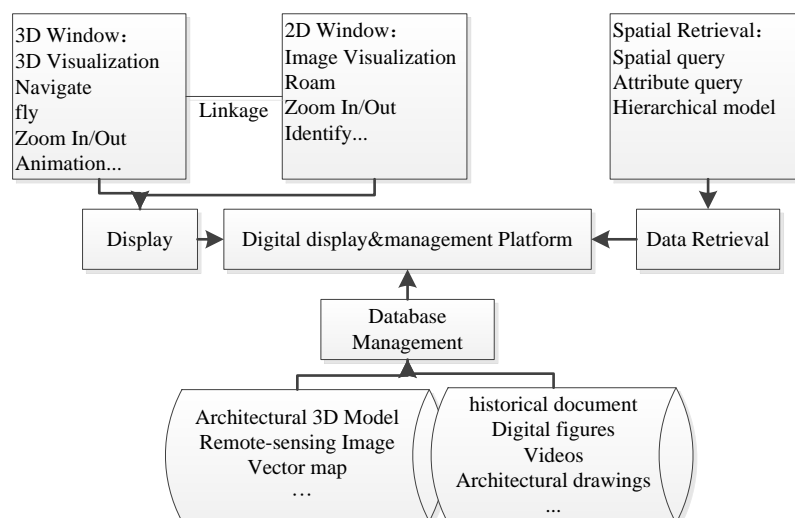 3D Window：
3D Visualization
Navigate
fly
Zoom In/Out
Animation...
Linkage
2D Window：
Image Visualization
Roam
Zoom In/Out
Identify...
Spatial Retrieval：
Spatial query
Attribute query
Hierarchical model
Display
Digital display&management Platform
Data Retrieval
Database
Management
Architectural 3D Model
Remote-sensing Image
Vector map
…
historical document
Digital figures
Videos
Architectural drawings
...